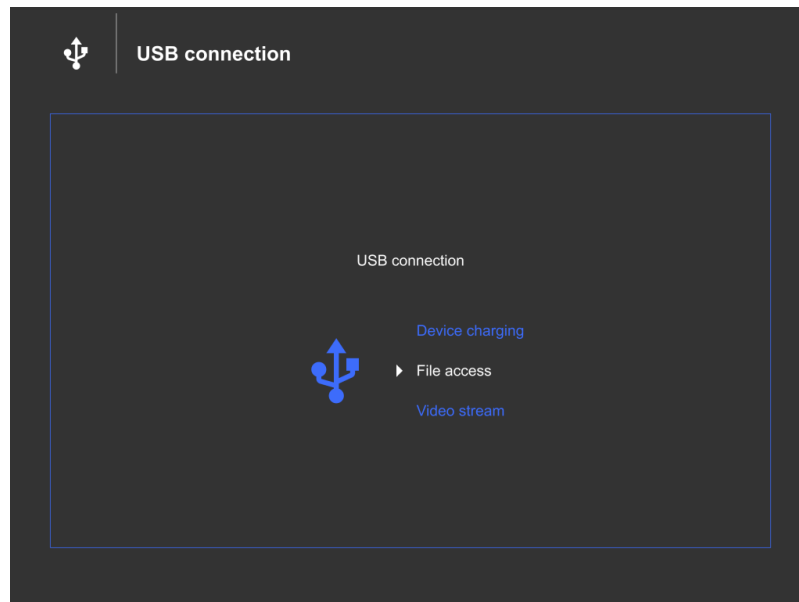 USB connection
USB connection
Device charging
File access
Video stream